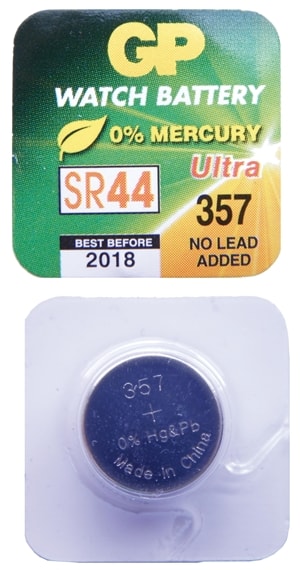 GP
WATCH BATTERY
0% MERCURY
Ultra
SR44
357
BEST BEFORE
2018
NO LEAD
ADDED
357
+
0% Hg&Pb
Made in China